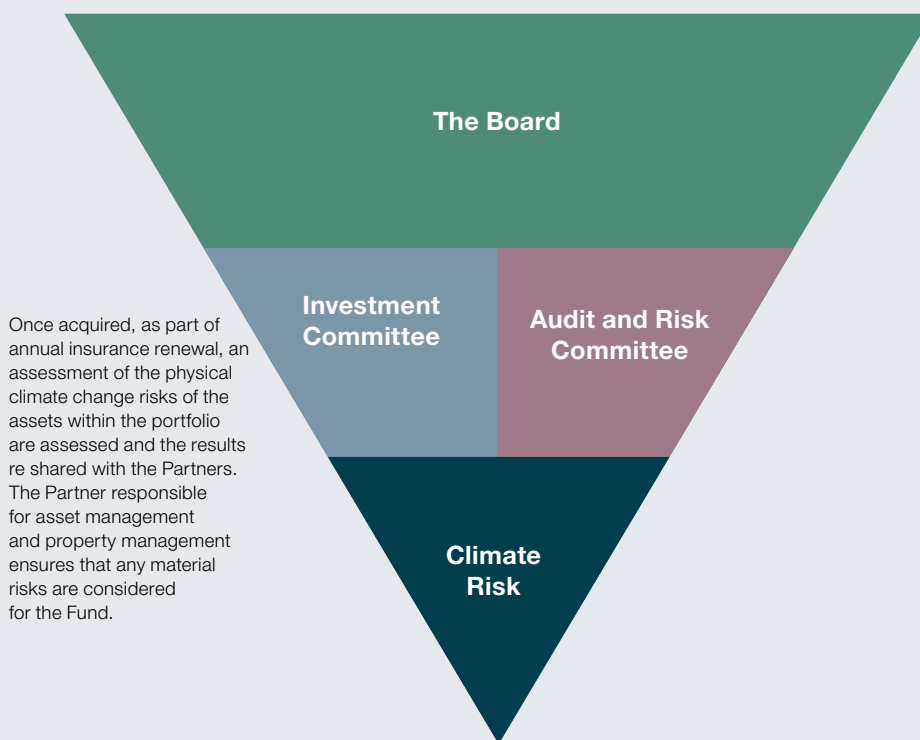 The Board
Investment
Committee
Audit and Risk
Committee
Once acquired, as part of
annual insurance renewal, an
assessment of the physical
climate change risks of the
assets within the portfolio
are assessed and the results
re shared with the Partners.
The Partner responsible
for asset management
and property management
ensures that any material
risks are considered
for the Fund.
Climate
Risk